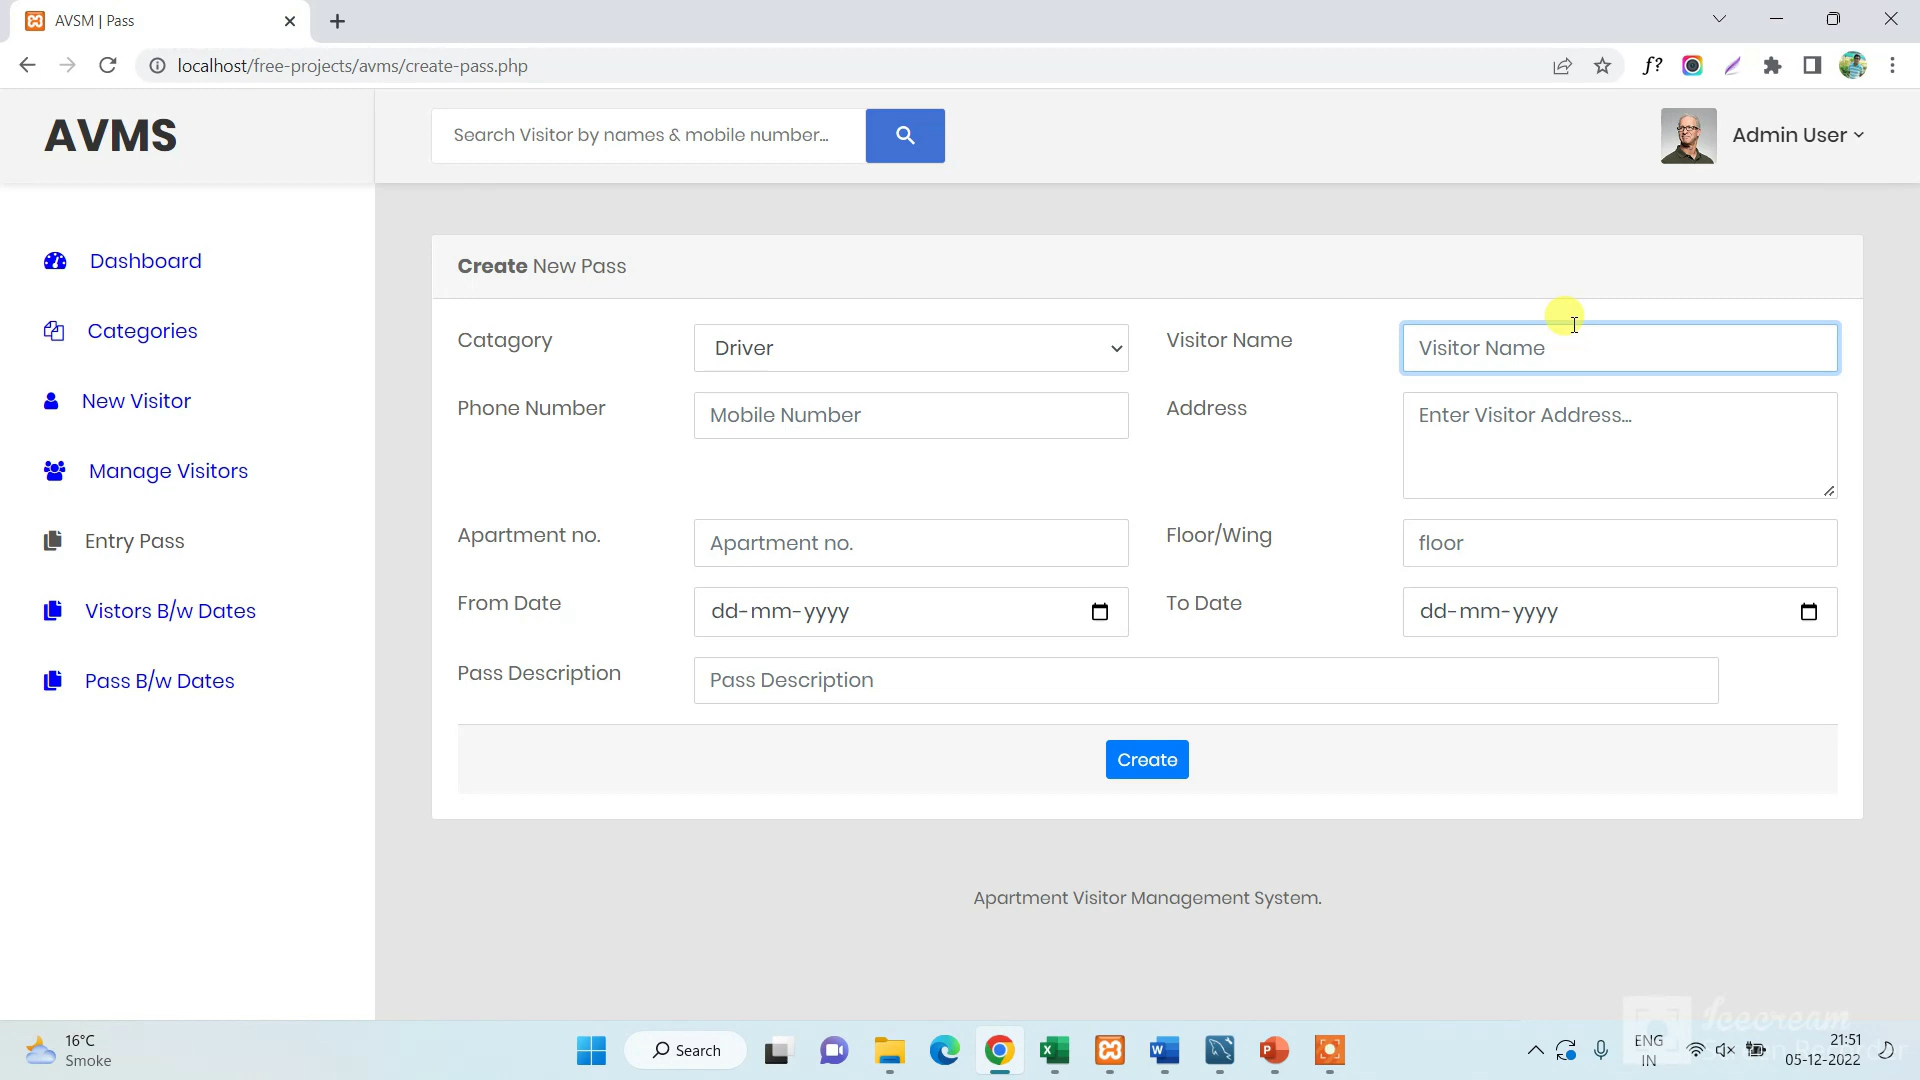 AVSM | Pass
localhost/free-projects/avms/create-pass.php
f?
AVMS
Search Visitor by names & mobile number...
Admin User
Dashboard
Categories
New Visitor
Manage Visitors
Entry Pass
Vistors B/w Dates
Pass B/w Dates
Create New Pass
Catagory
Driver
Visitor Name
Visitor Name
Phone Number
Mobile Number
Address
Enter Visitor Address...
Apartment no.
Apartment no.
Floor/Wing
floor
From Date
dd-mm-yyyy
To Date
dd-mm-yyyy
Pass Description
Pass Description
Create
Apartment Visitor Management System.
16°C
Smoke
Search
ENG
IN
21:51
05-12-2022
Icecream